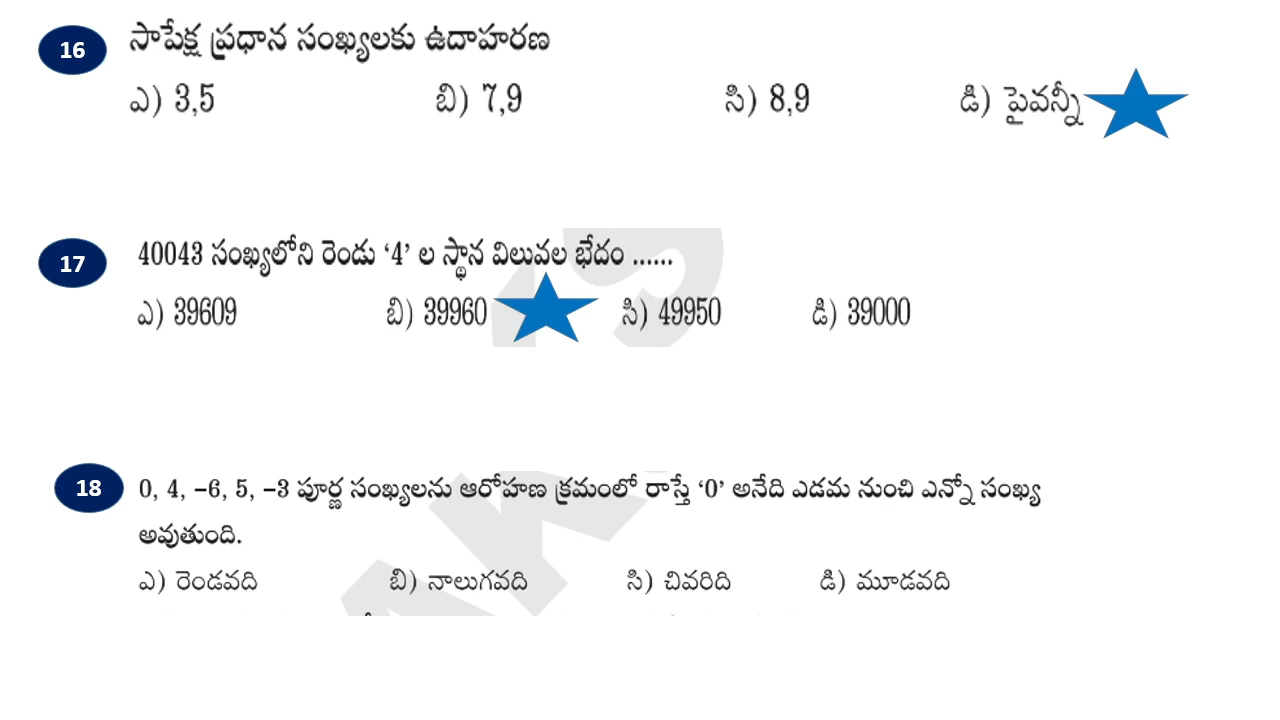 16 సాపేక్ష ప్రధాన సంఖ్యలకు ఉదాహరణ
ఎ) 3,5 బి) 7,9 సి) 8,9 డి) పైవన్నీ
17 40043 సంఖ్యలోని రెండు ‘4’ ల స్థాన విలువల భేదం ......
ఎ) 39609 బి) 39960 సి) 49950 డి) 39000
18 0, 4, –6, 5, –3 పూర్ణ సంఖ్యలను ఆరోహణ క్రమంలో రాస్తే ‘0’ అనేది ఎడమ నుంచి ఎన్నో సంఖ్య
అవుతుంది.
ఎ) రెండవది బి) నాలుగవది సి) చివరిది డి) మూడవది